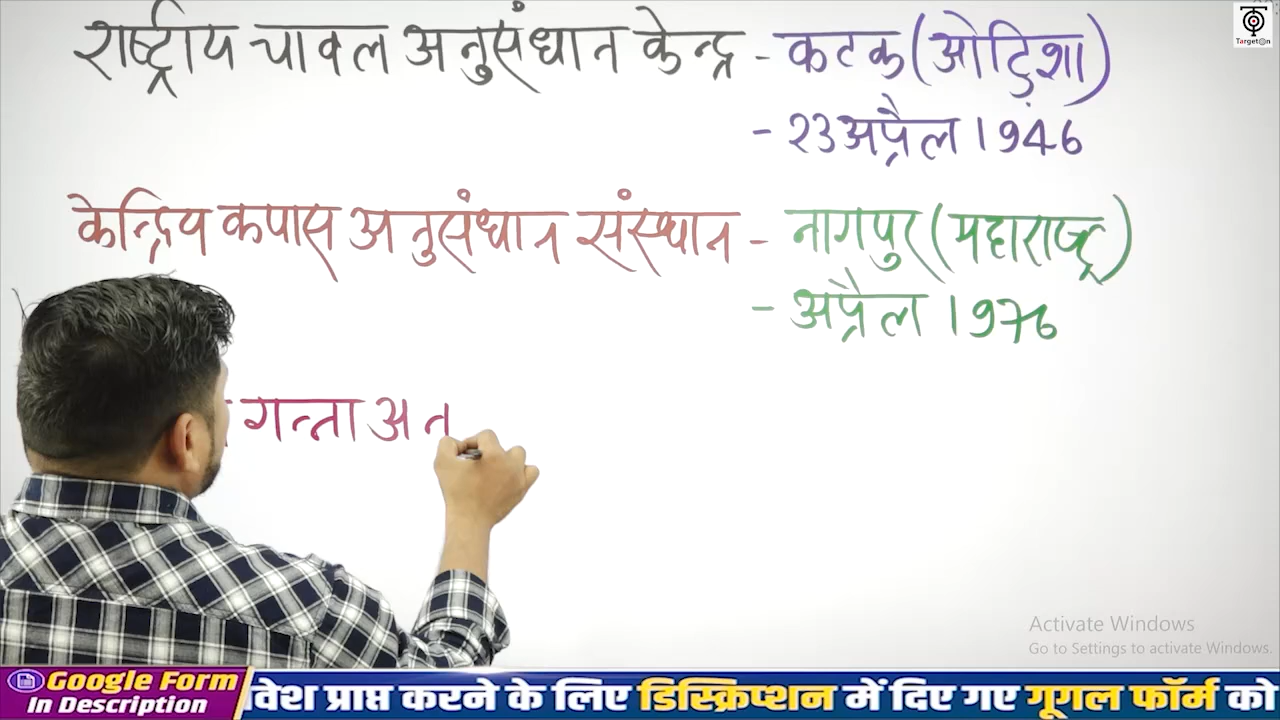 राष्ट्रीय चावल अनुसंधान केन्द्र - कटक (ओड़िशा)
- 23 अप्रैल 1946
केन्द्रिय कपास अनुसंधान संस्थान - नागपुर (महाराष्ट्र)
- अप्रैल 1976
गन्ना अन
Target@n
Activate Windows
Go to Settings to activate Windows.
Google Form
In Description
वेश प्राप्त करने के लिए डिस्क्रिप्शन में दिए गए गूगल फॉर्म को